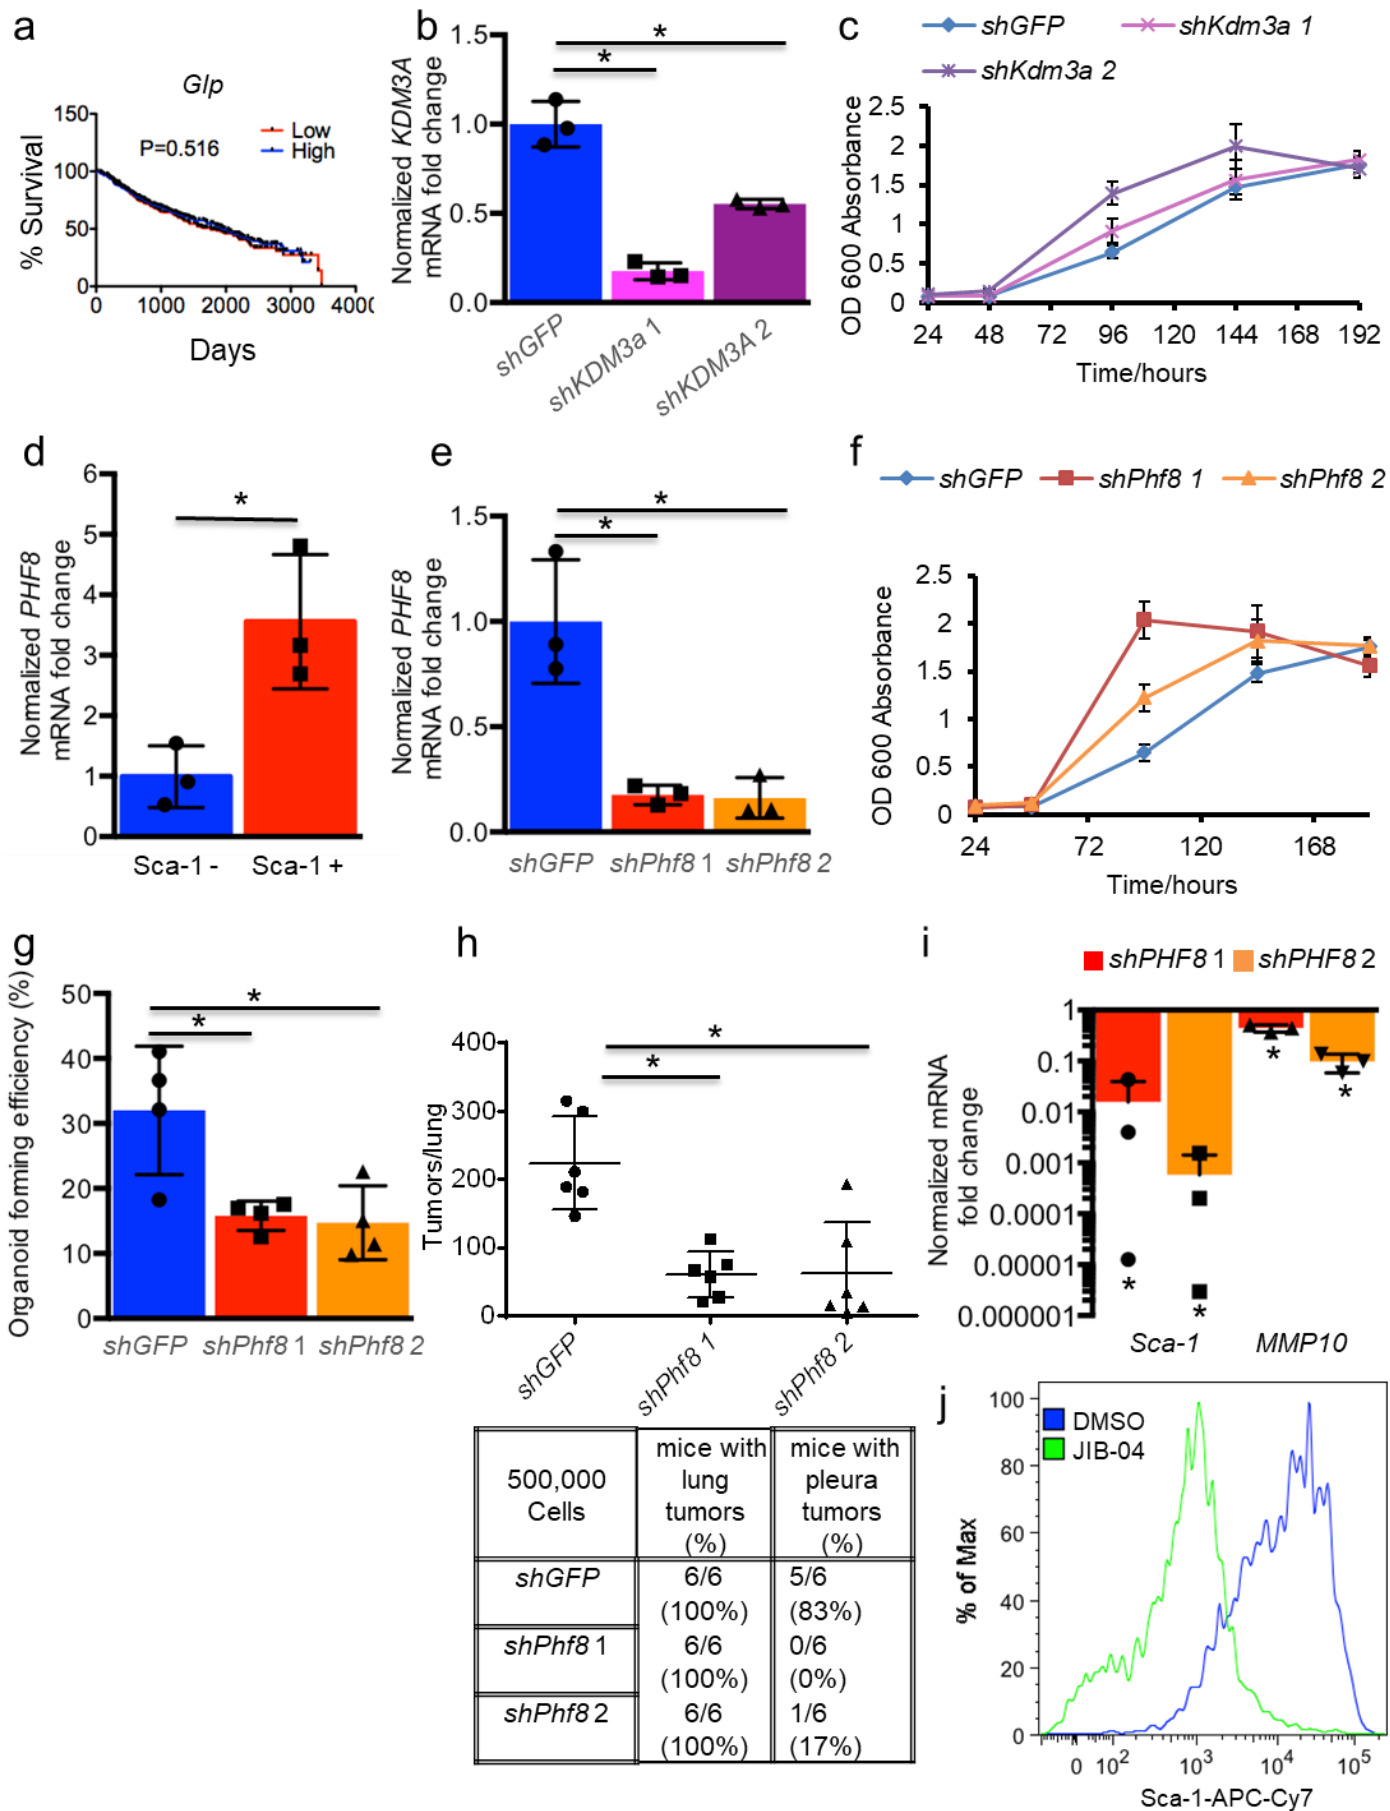 a
Glp
% Survival
150
100
50
0
P=0.516
Low
High
0 1000 2000 3000 4000
Days
b
Normalized KDM3A
mRNA fold change
1.5
1.0
0.5
0.0
*
*
shGFP
shKDM3a 1
shKDM3A 2
c
shGFP shKdm3a 1
shKdm3a 2
OD 600 Absorbance
2.5
2
1.5
1
0.5
0
24 48 72 96 120 144 168 192
Time/hours
d
Normalized PHF8
mRNA fold change
6
5
4
3
2
1
0
*
Sca-1 - Sca-1 +
e
Normalized PHF8
mRNA fold change
1.5
1.0
0.5
0.0
*
*
shGFP shPhf8 1 shPhf8 2
f
shGFP shPhf8 1 shPhf8 2
OD 600 Absorbance
2.5
2
1.5
1
0.5
0
24 72 120 168
Time/hours
g
Organoid forming efficiency (%)
50
40
30
20
10
0
*
*
shGFP shPhf8 1 shPhf8 2
h
Tumors/lung
400
300
200
100
0
*
*
shGFP
shPhf8 1
shPhf8 2
500,000
Cells
mice with
lung
tumors
(%)
mice with
pleura
tumors
(%)
shGFP
6/6
(100%)
5/6
(83%)
shPhf8 1
6/6
(100%)
0/6
(0%)
shPhf8 2
6/6
(100%)
1/6
(17%)
i
shPHF8 1 shPHF8 2
Normalized mRNA
fold change
1
0.1
0.01
0.001
0.0001
0.00001
0.000001
*
*
*
*
Sca-1 MMP10
j
DMSO
JIB-04
% of Max
100
80
60
40
20
0
0 10² 10³ 10⁴ 10⁵
Sca-1-APC-Cy7